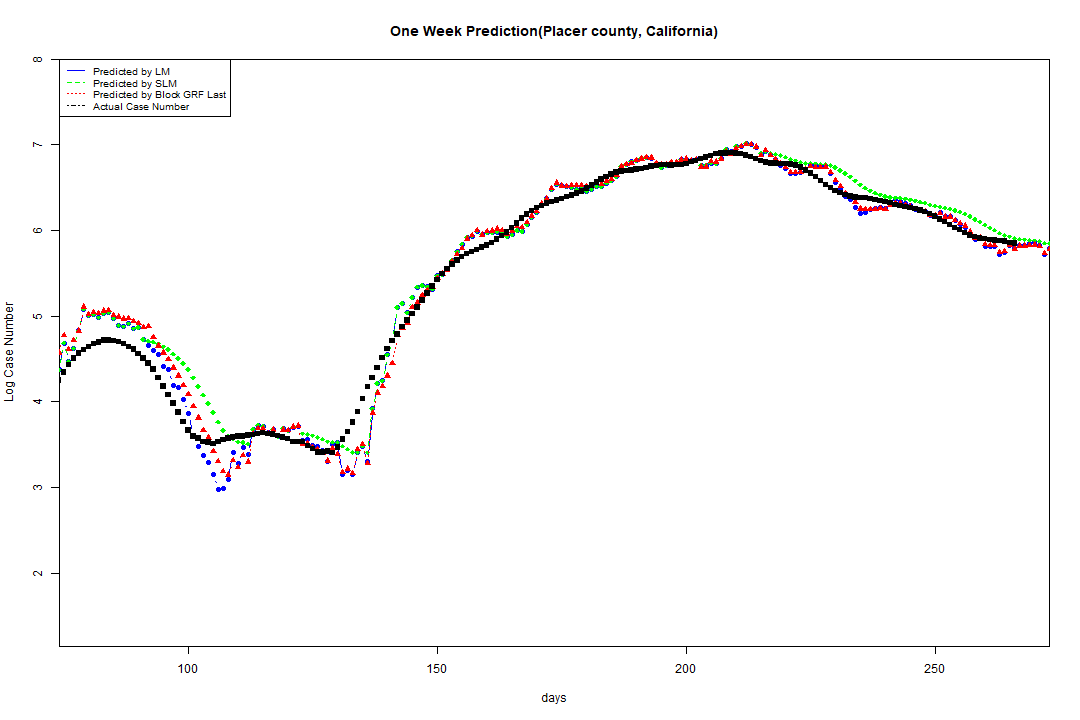 One Week Prediction(Placer county, California)
Predicted by LM
Predicted by SLM
Predicted by Block GRF Last
Actual Case Number
8
7
6
5
4
3
2
Log Case Number
100
150
200
250
days